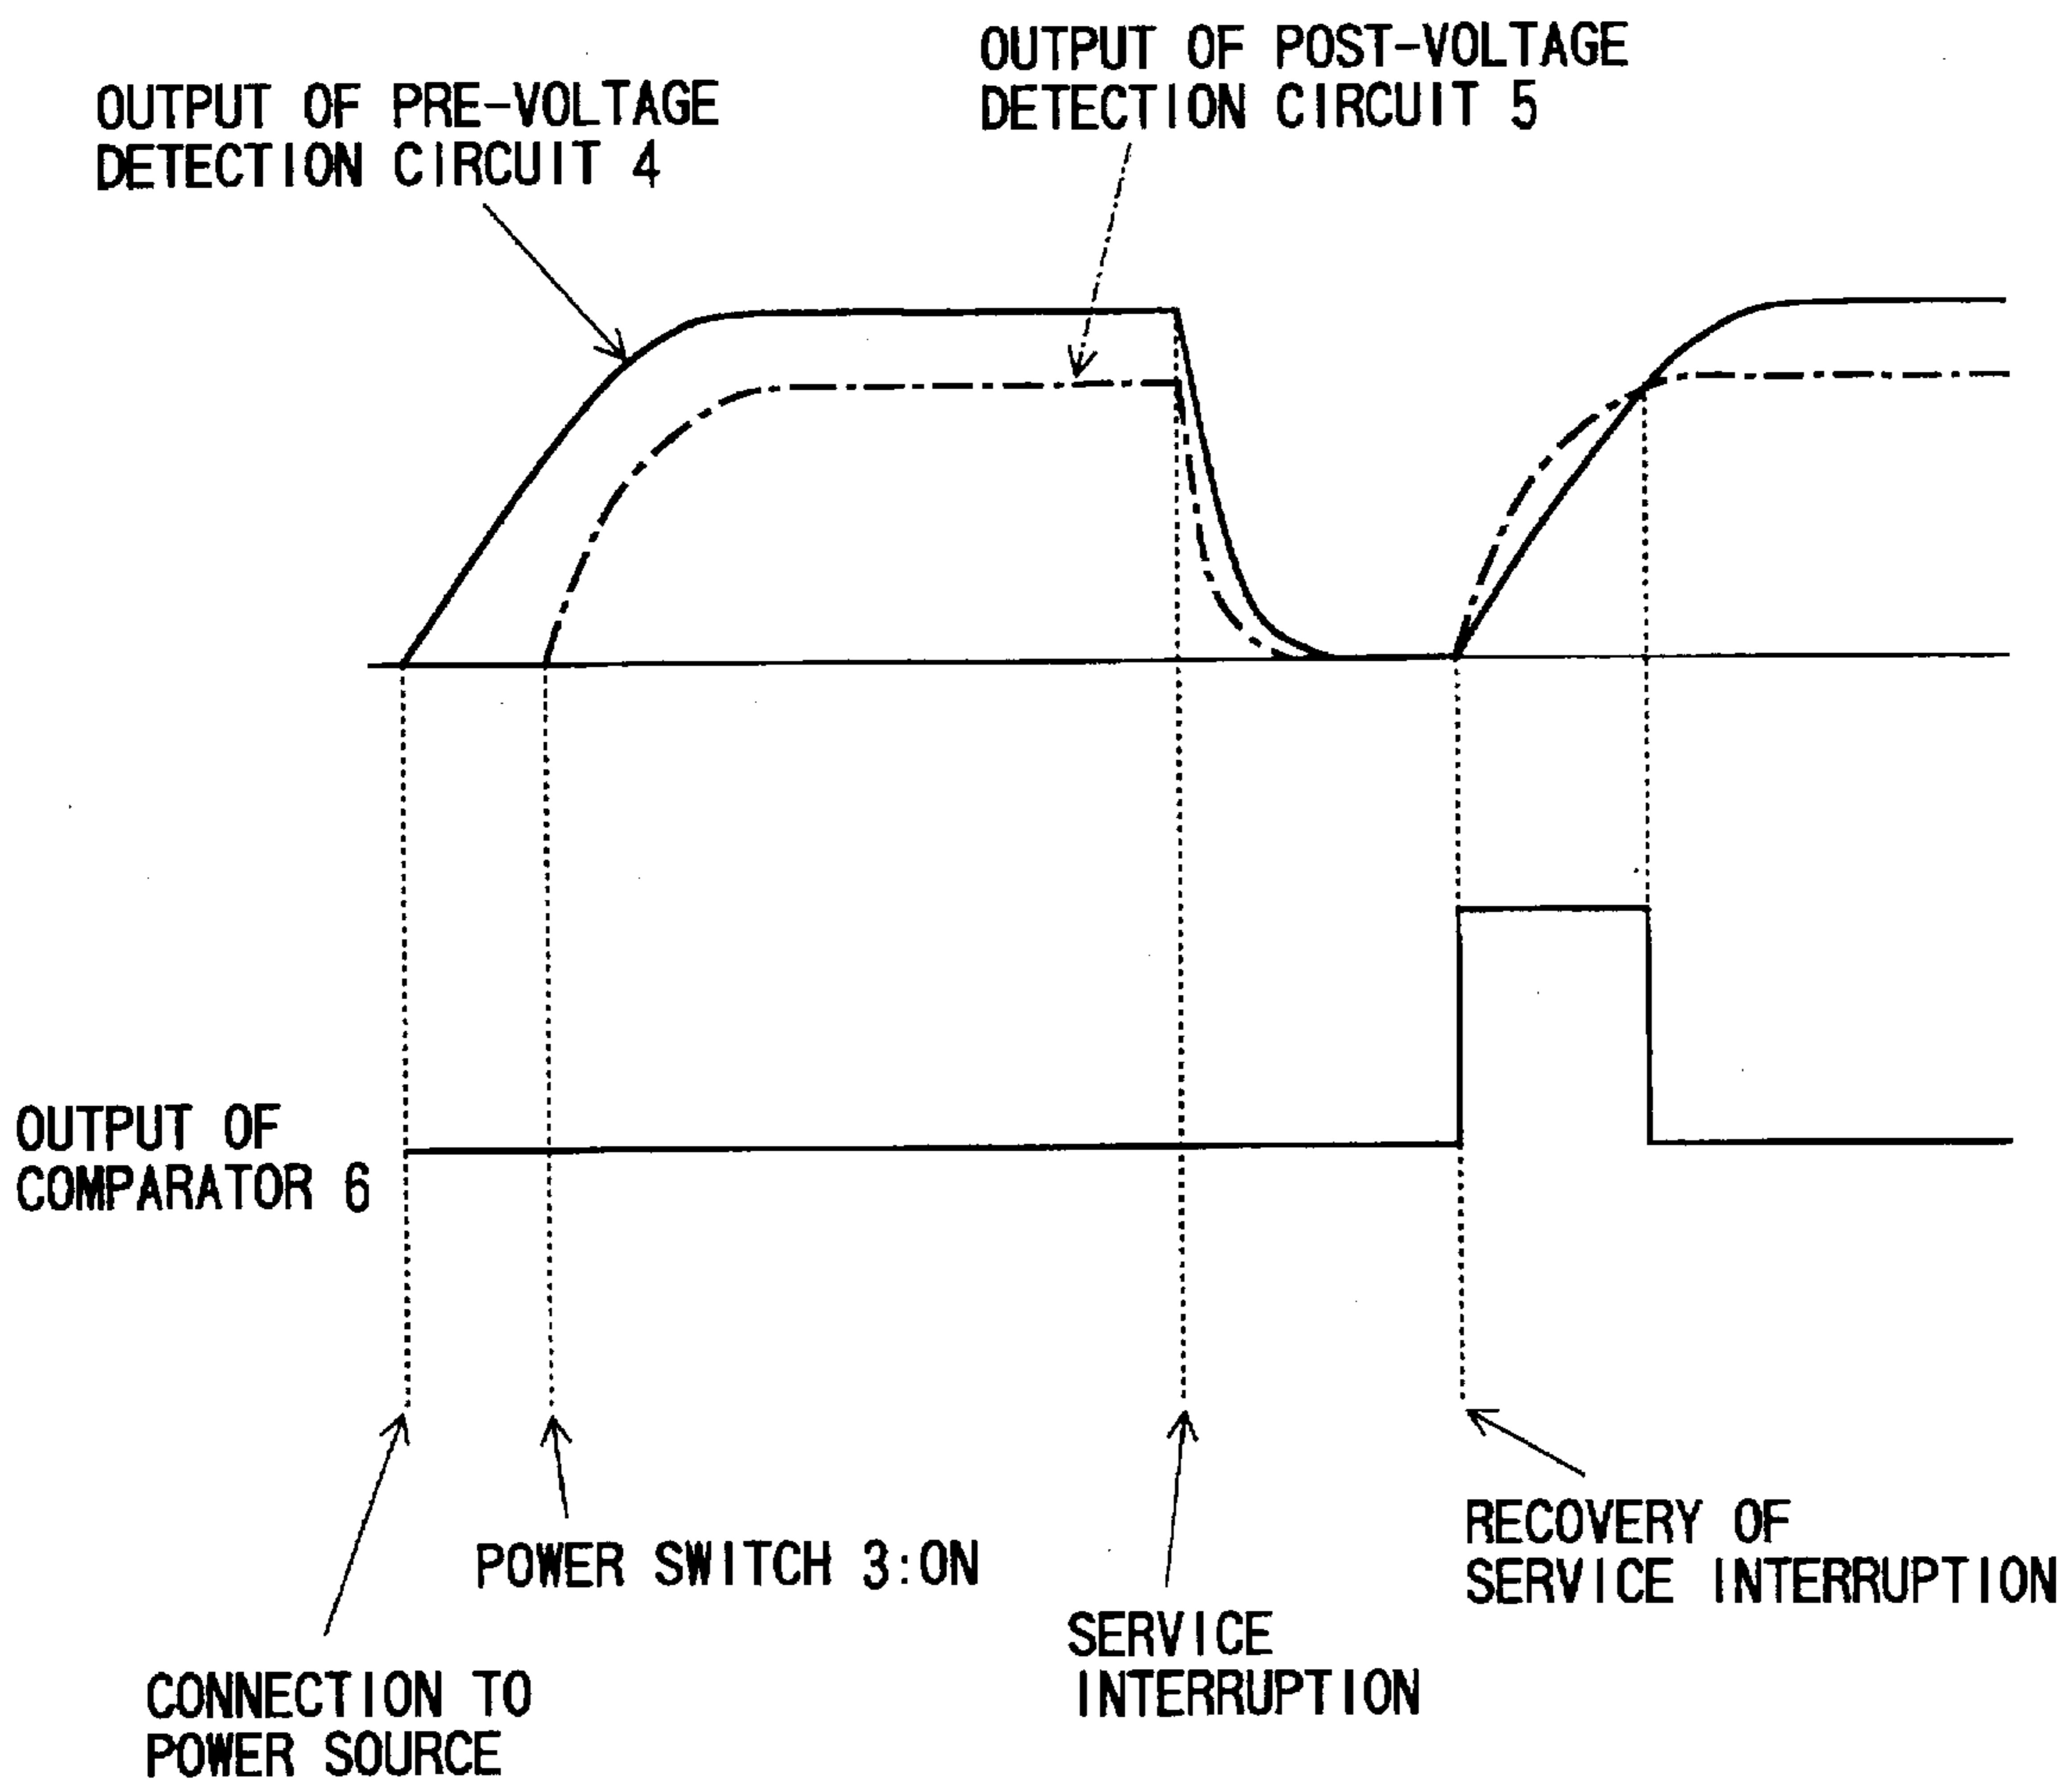 OUTPUT OF POST-VOLTAGE
DETECTION CIRCUIT 5
OUTPUT OF PRE-VOLTAGE
DETECTION CIRCUIT 4
OUTPUT OF
COMPARATOR 6
POWER SWITCH 3:ON
RECOVERY OF
SERVICE INTERRUPTION
SERVICE
INTERRUPTION
CONNECTION TO
POWER SOURCE